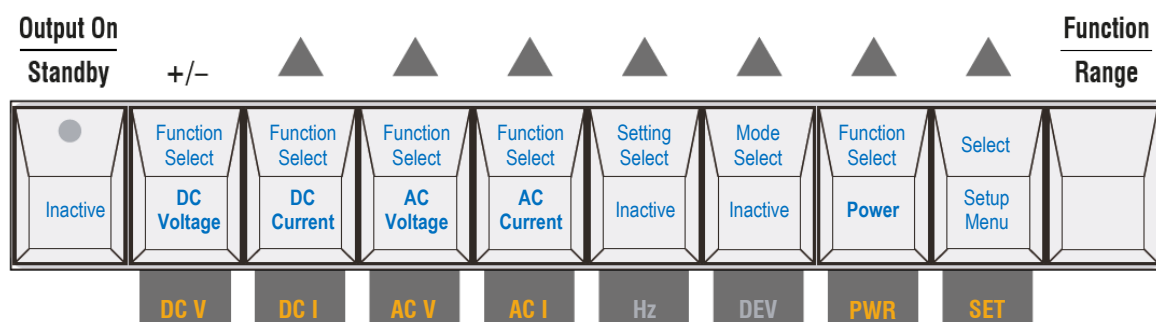 Output On
Standby
+/–
Function
Range
Function
Select
Function
Select
Function
Select
Function
Select
Setting
Select
Mode
Select
Function
Select
Select
Inactive
DC
Voltage
DC
Current
AC
Voltage
AC
Current
Inactive
Inactive
Power
Setup
Menu
DC V
DC I
AC V
AC I
Hz
DEV
PWR
SET